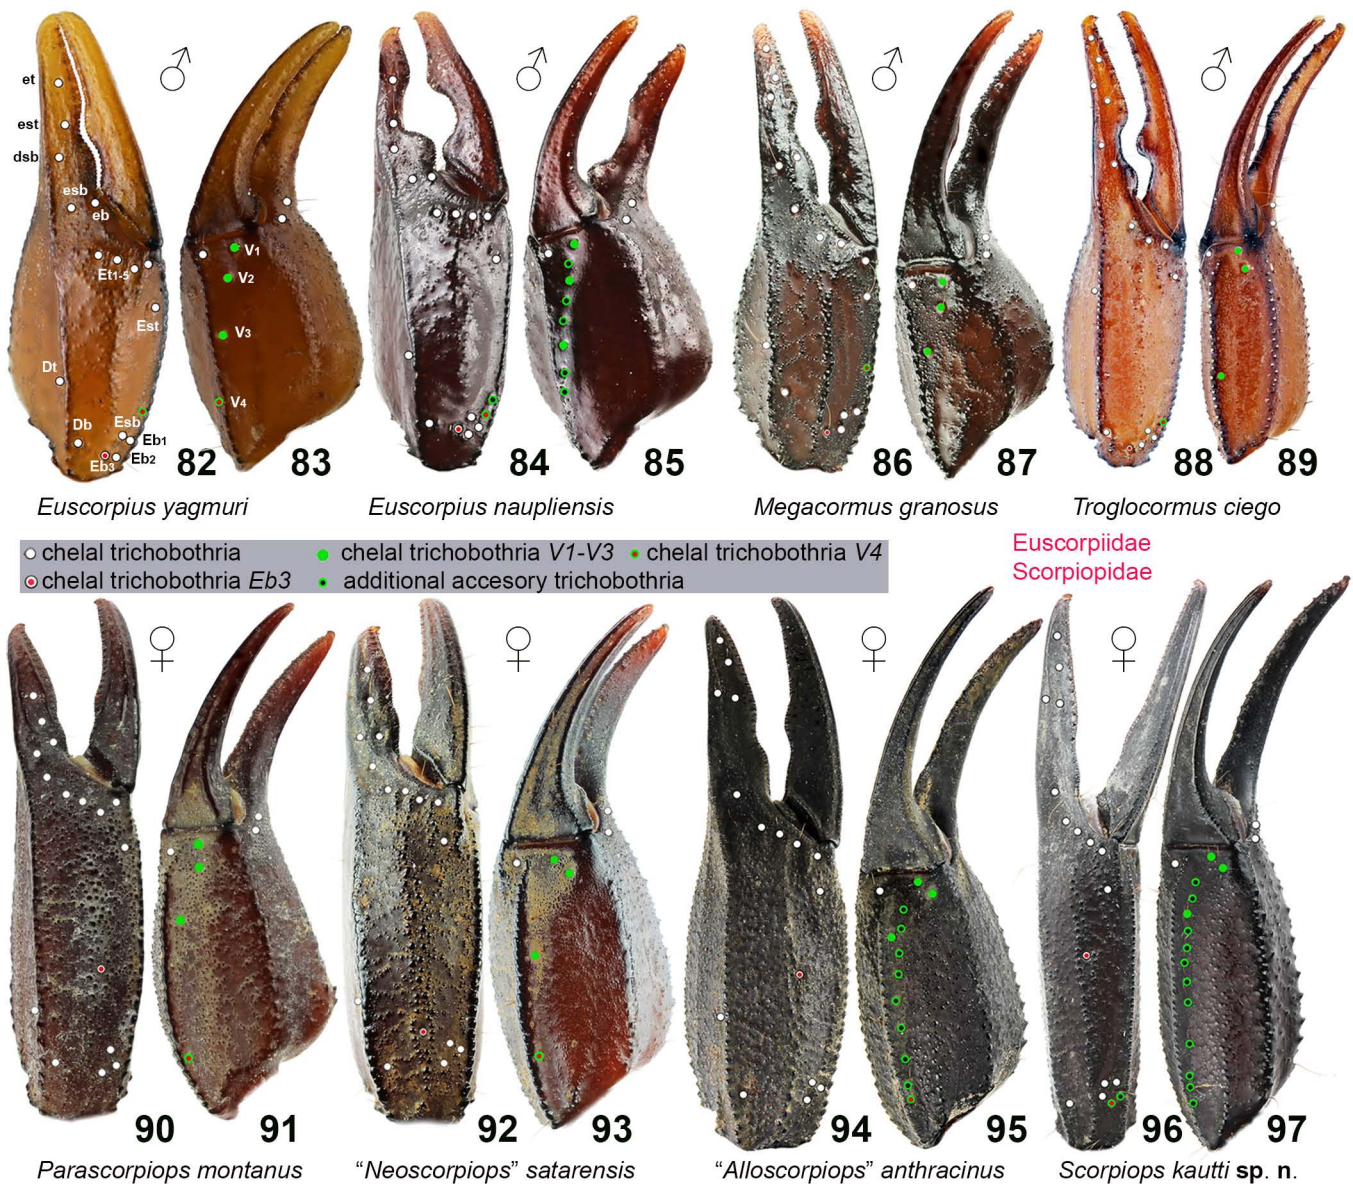 ♂ ♂ ♂ ♂
et
est
dsb
esb
eb
Et1-5
Est
Dt
Db
Esb
Eb1
Eb3 Eb2
V1
V2
V3
V4
82 83 84 85 86 87 88 89
Euscorpius yagmuri Euscorpius naupliensis Megacormus granosus Troglocormus ciego
chelal trichobothria chelal trichobothria V1-V3 chelal trichobothria V4
chelal trichobothria Eb3 additional accesory trichobothria
Euscorpiidae
Scorpiopidae
♀ ♀ ♀ ♀
90 91 92 93 94 95 96 97
Parascorpiops montanus “Neoscorpiops” satarensis “Alloscorpiops” anthracinus Scorpiops kautti sp. n.